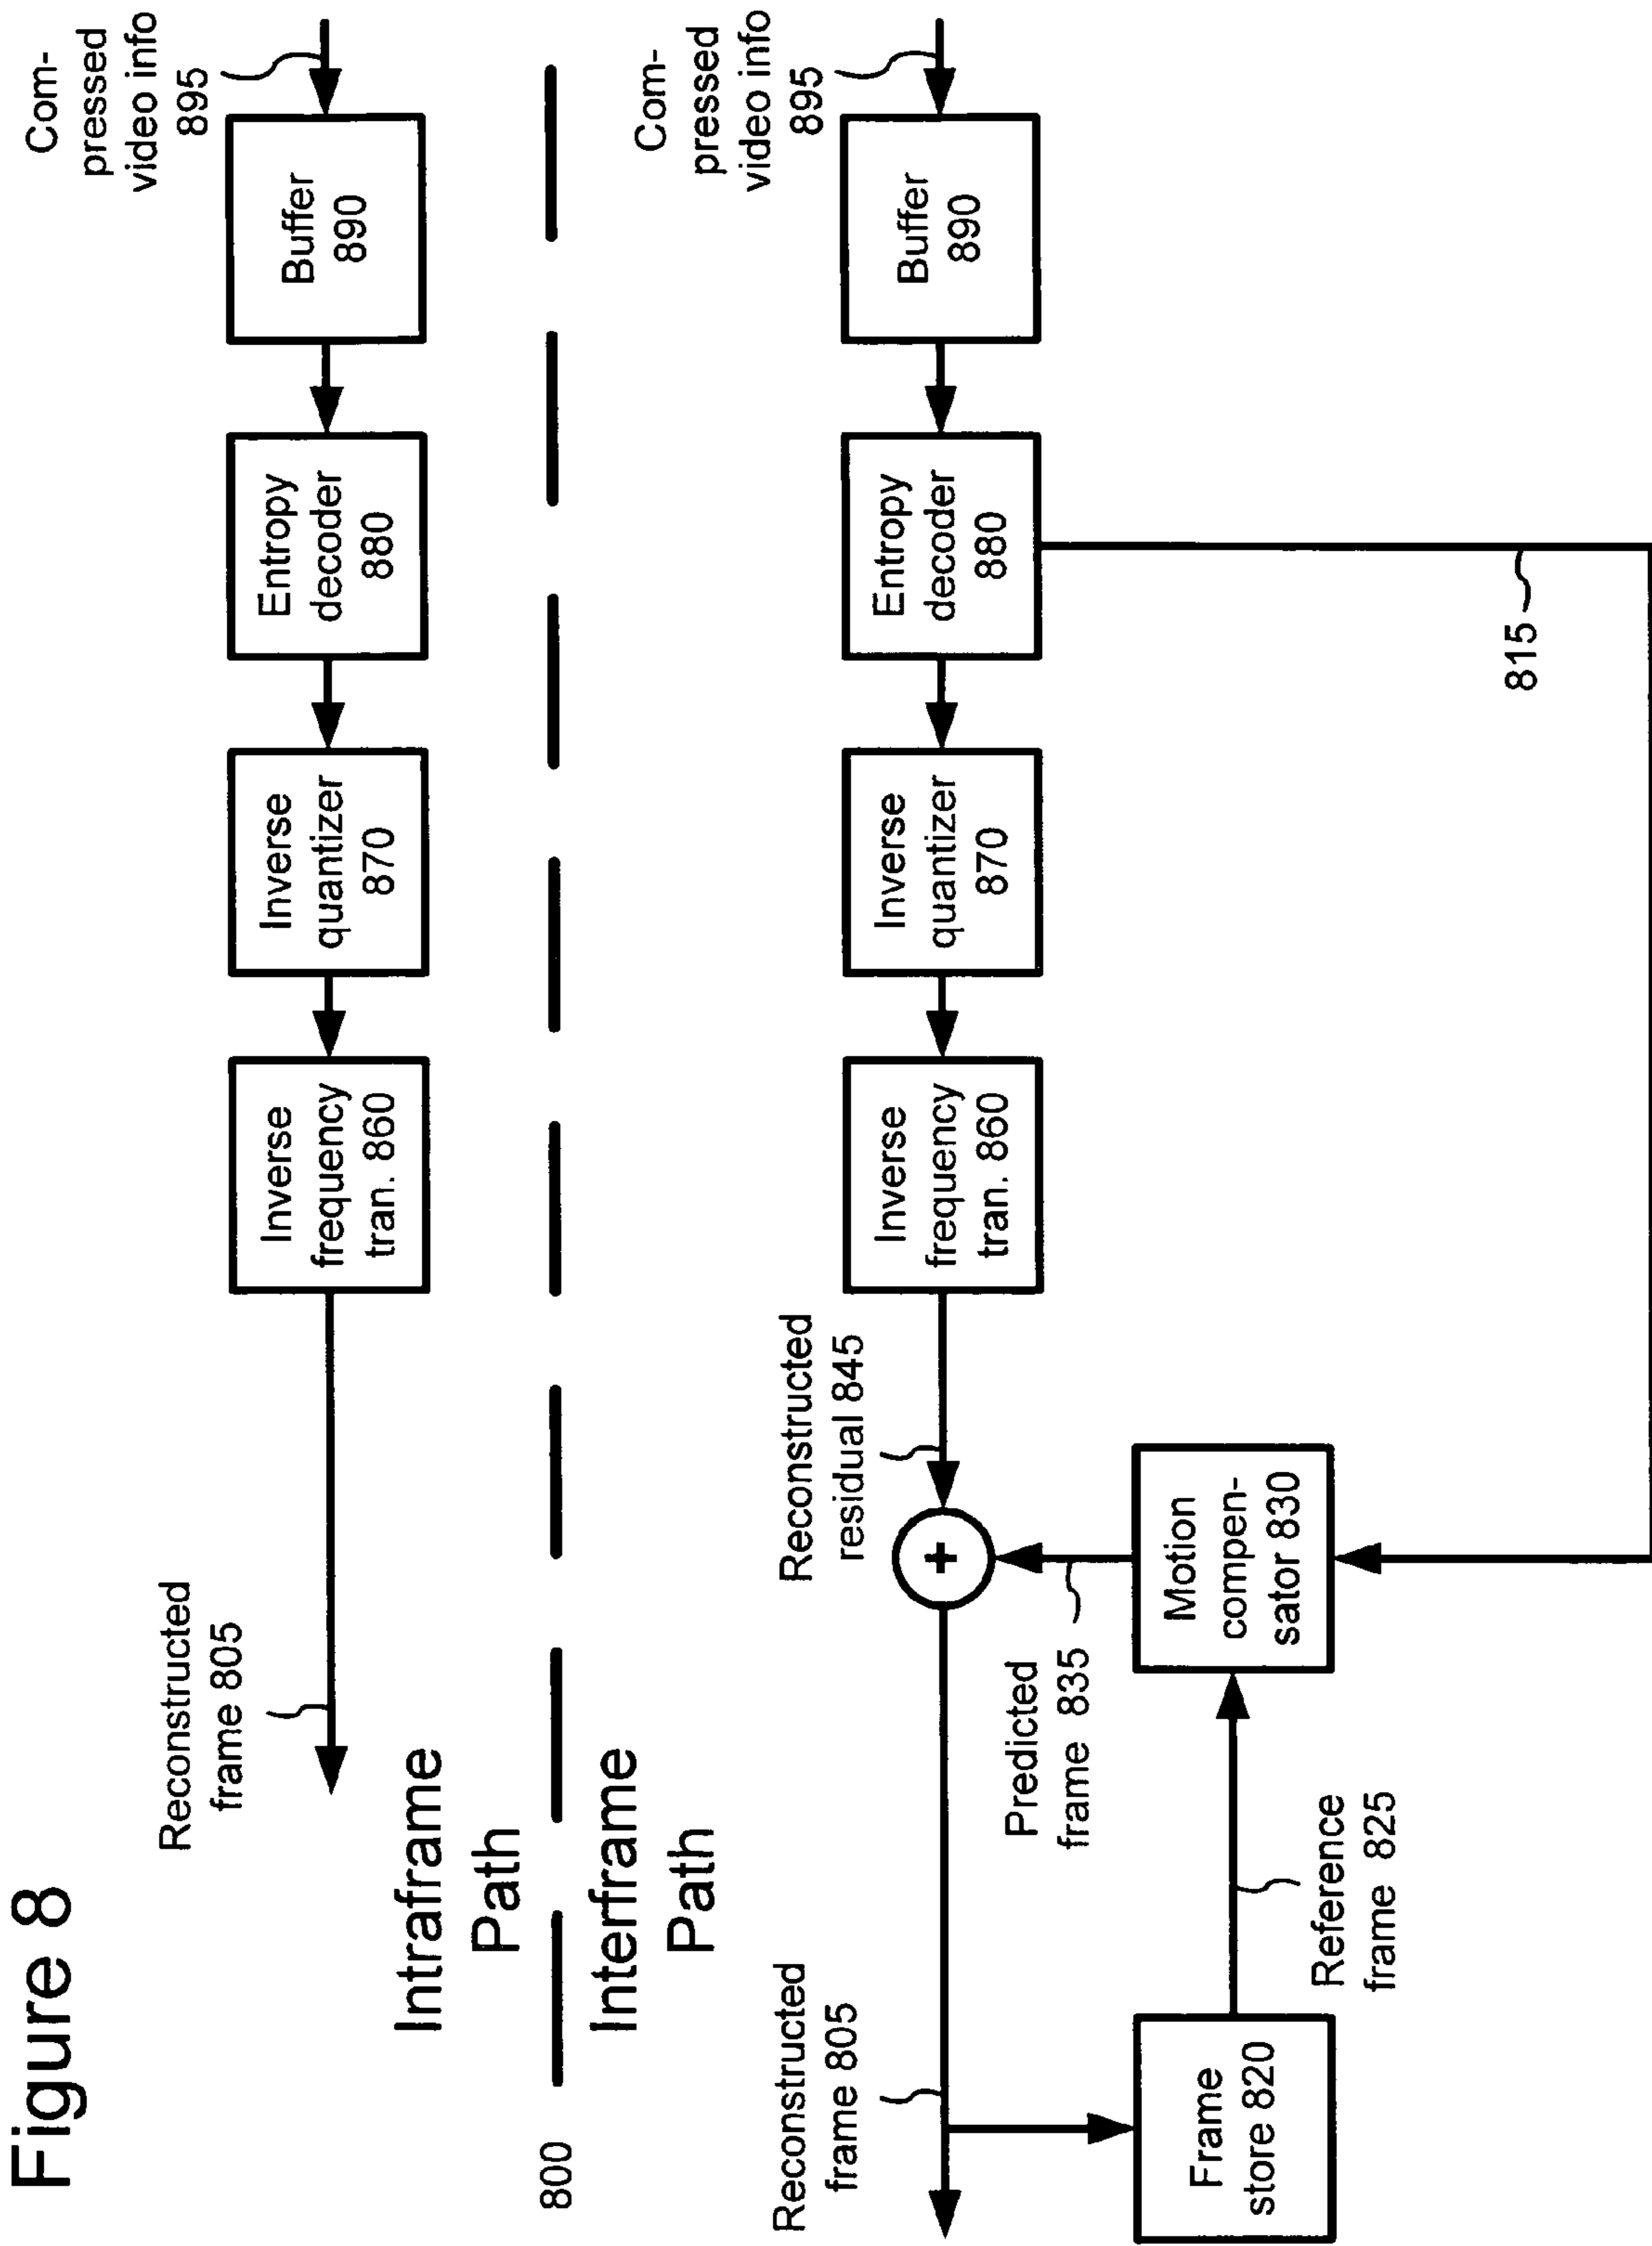 Figure 8
Reconstructed
frame 805
Inverse
frequency
tran. 860
Inverse
quantizer
870
Entropy
decoder
880
Buffer
890
Com-
pressed
video info
895
Intraframe
Path
800
Interframe
Path
Reconstructed
frame 805
Reconstructed
residual 845
+
Inverse
frequency
tran. 860
Inverse
quantizer
870
Entropy
decoder
880
Buffer
890
Com-
pressed
video info
895
Predicted
frame 835
Frame
store 820
Reference
frame 825
Motion
compen-
sator 830
815